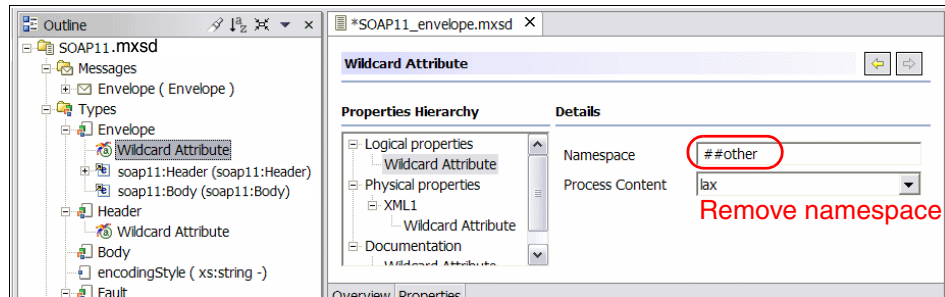 Outline
SOAP11.mxsd
Messages
Envelope ( Envelope )
Types
Envelope
Wildcard Attribute
soap11:Header (soap11:Header)
soap11:Body (soap11:Body)
Header
Wildcard Attribute
Body
encodingStyle ( xs:string -)
Fault
*SOAP11_envelope.mxsd
Wildcard Attribute
Properties Hierarchy
Logical properties
Wildcard Attribute
Physical properties
XML1
Wildcard Attribute
Documentation
Wildcard Attribute
Details
Namespace ##other
Process Content lax
Remove namespace
Overview Properties